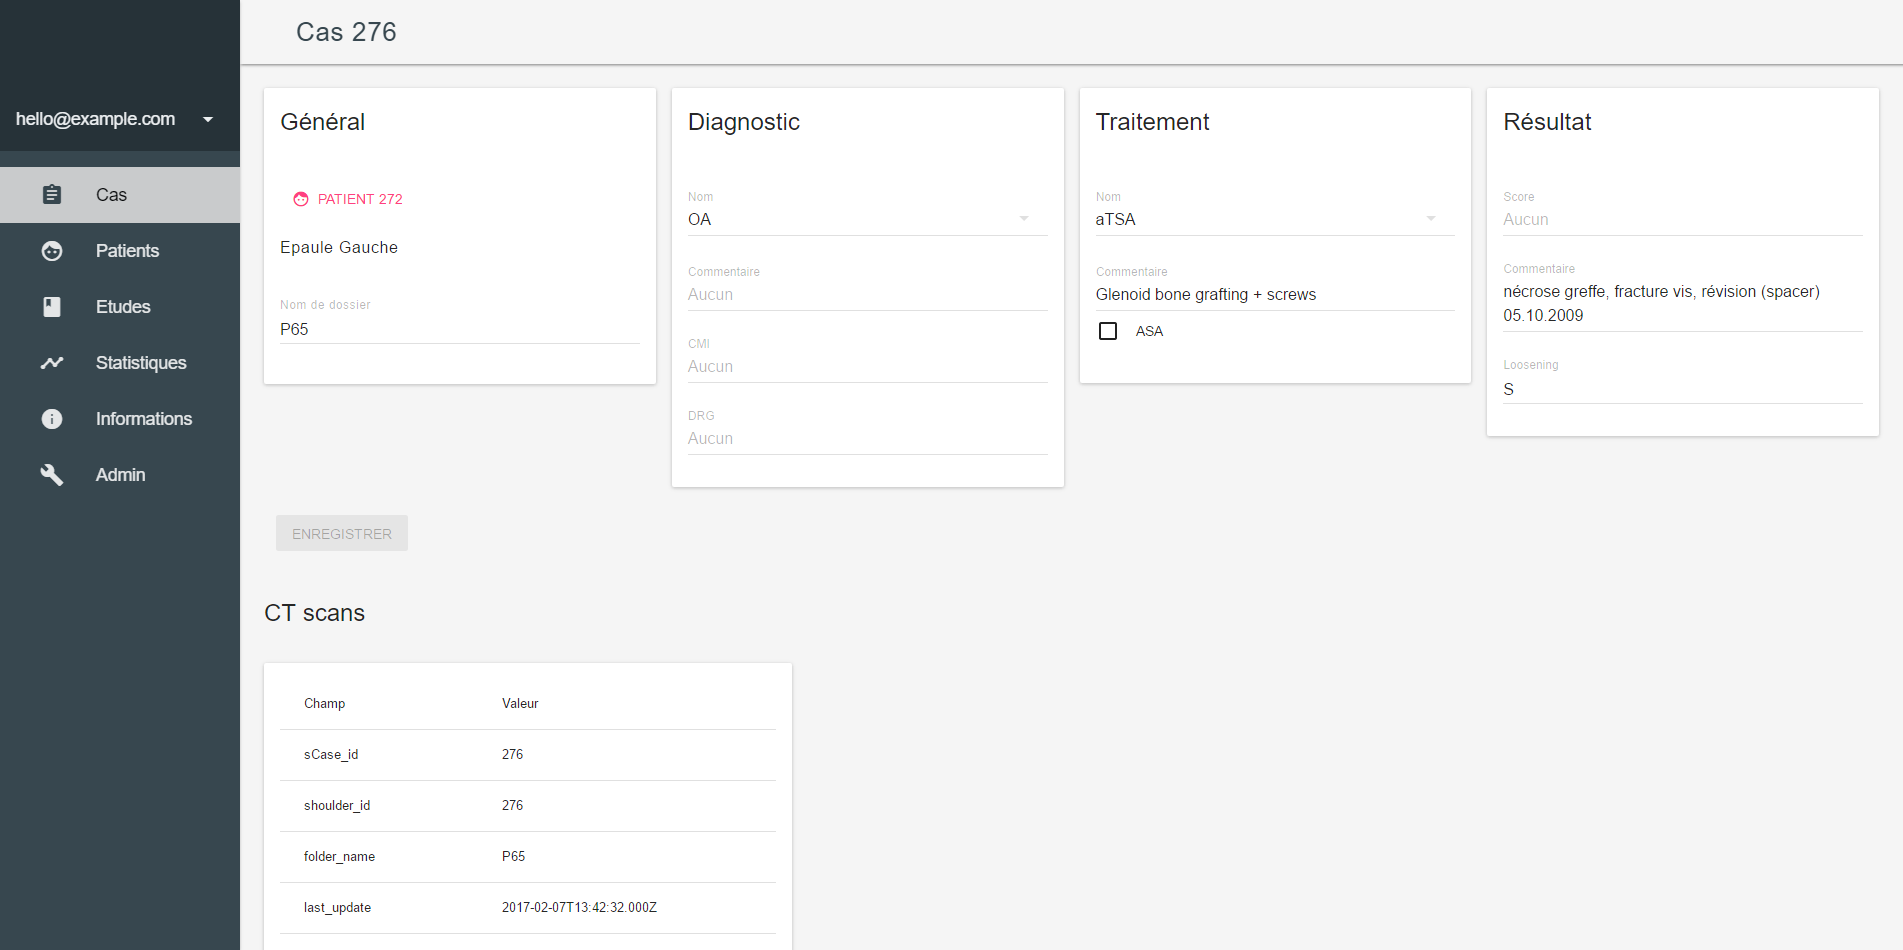 Cas 276
hello@example.com
Cas
Patients
Etudes
Statistiques
Informations
Admin
Général
PATIENT 272
Epaule Gauche
Nom de dossier
P65
Diagnostic
Nom
OA
Commentaire
Aucun
CMI
Aucun
DRG
Aucun
Traitement
Nom
aTSA
Commentaire
Glenoid bone grafting + screws
ASA
Résultat
Score
Aucun
Commentaire
nécrose greffe, fracture vis, révision (spacer)
05.10.2009
Loosening
S
ENREGISTRER
CT scans
Champ Valeur
sCase_id 276
shoulder_id 276
folder_name P65
last_update 2017-02-07T13:42:32.000Z